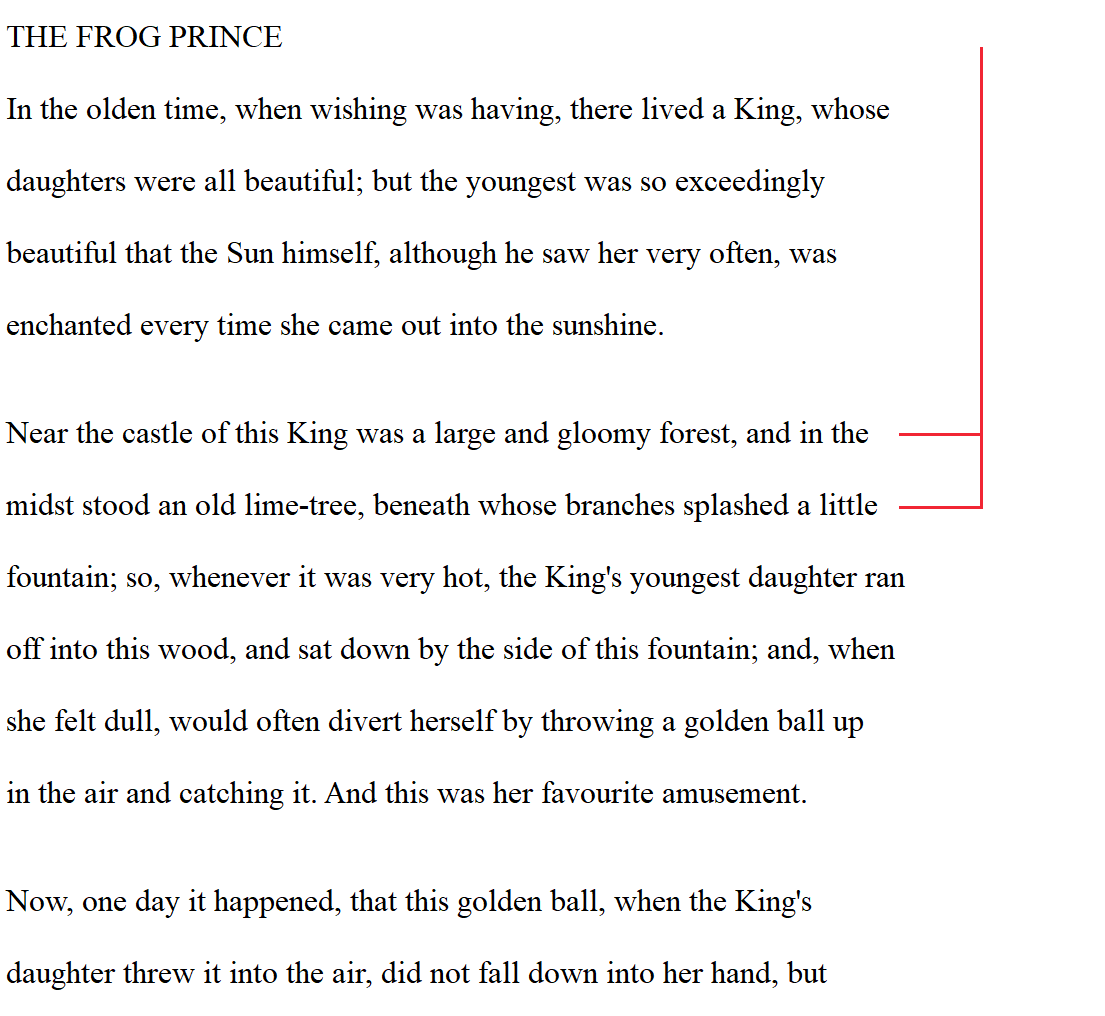 THE FROG PRINCE
In the olden time, when wishing was having, there lived a King, whose
daughters were all beautiful; but the youngest was so exceedingly
beautiful that the Sun himself, although he saw her very often, was
enchanted every time she came out into the sunshine.
Near the castle of this King was a large and gloomy forest, and in the
midst stood an old lime-tree, beneath whose branches splashed a little
fountain; so, whenever it was very hot, the King's youngest daughter ran
off into this wood, and sat down by the side of this fountain; and, when
she felt dull, would often divert herself by throwing a golden ball up
in the air and catching it. And this was her favourite amusement.
Now, one day it happened, that this golden ball, when the King's
daughter threw it into the air, did not fall down into her hand, but